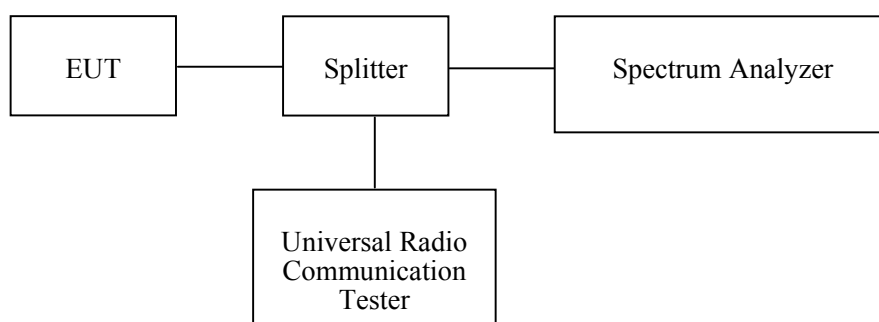 EUT
Splitter
Spectrum Analyzer
Universal Radio
Communication
Tester